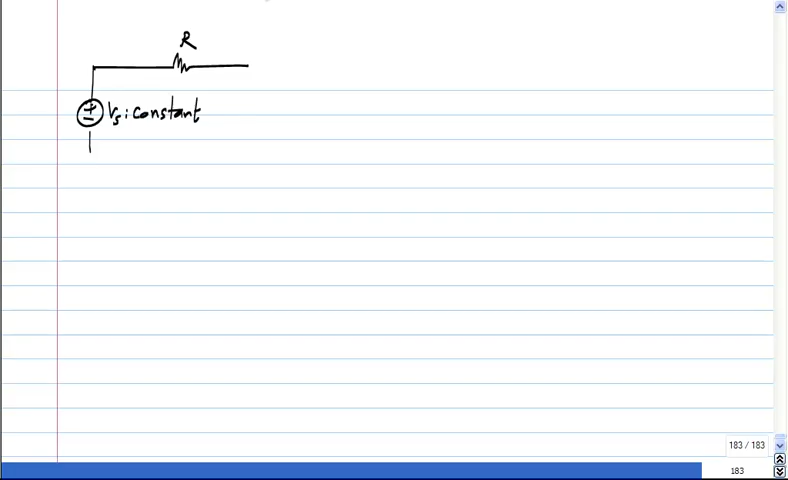 R
+
−
Vs : constant
183 / 183
183